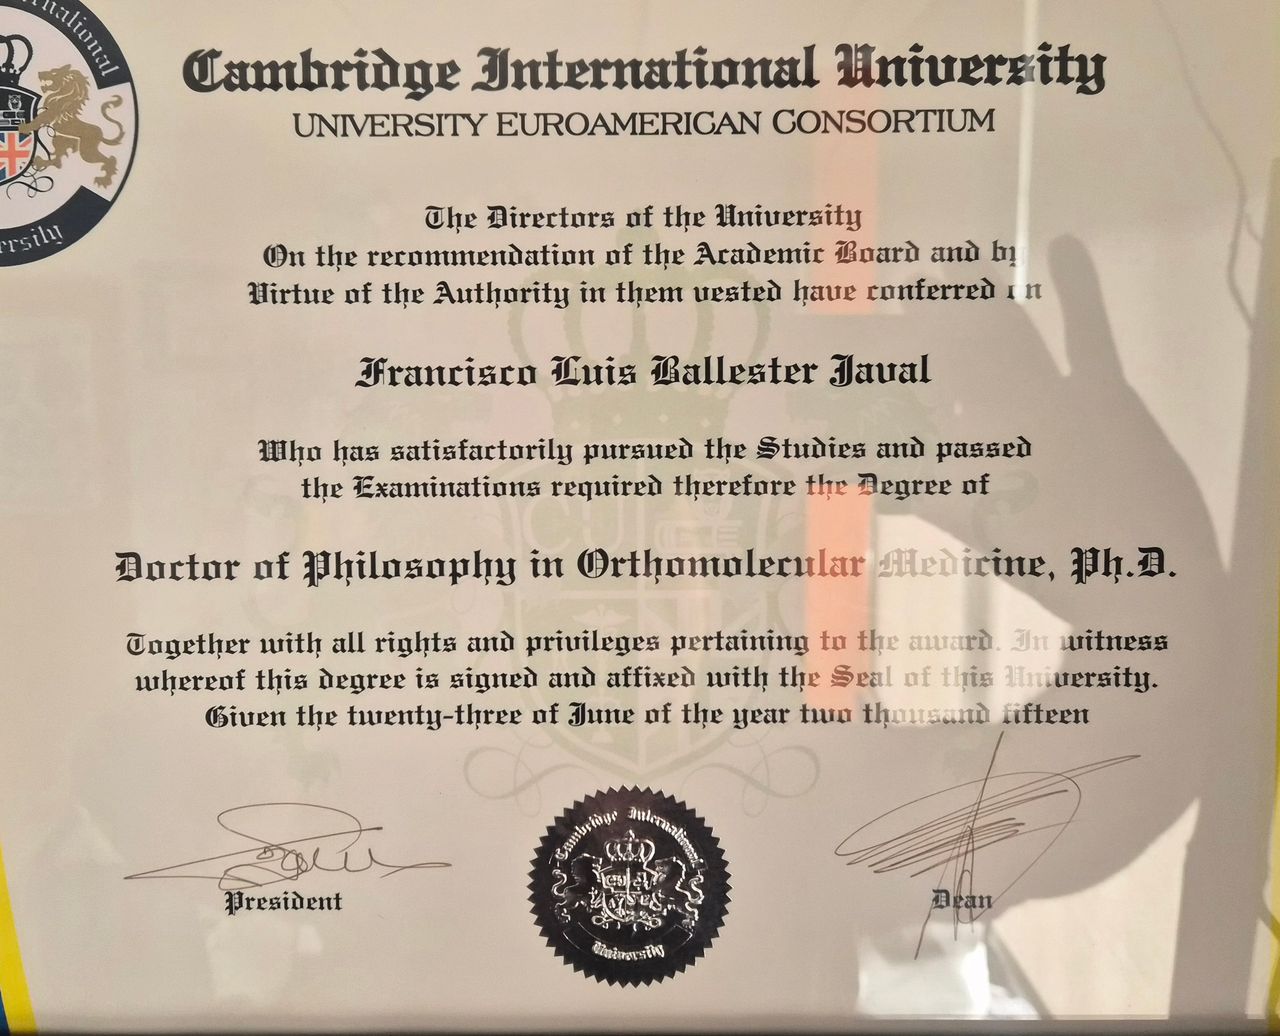 Cambridge International University
UNIVERSITY EUROAMERICAN CONSORTIUM
The Directors of the University
On the recommendation of the Academic Board and by
Virtue of the Authority in them vested have conferred on
Francisco Luis Ballester Javal
Who has satisfactorily pursued the Studies and passed
the Examinations required therefore the Degree of
Doctor of Philosophy in Orthomolecular Medicine, Ph.D.
Together with all rights and privileges pertaining to the award. In witness
whereof this degree is signed and affixed with the Seal of this University.
Given the twenty-three of June of the year two thousand fifteen
Cambridge International
University
President
Dean